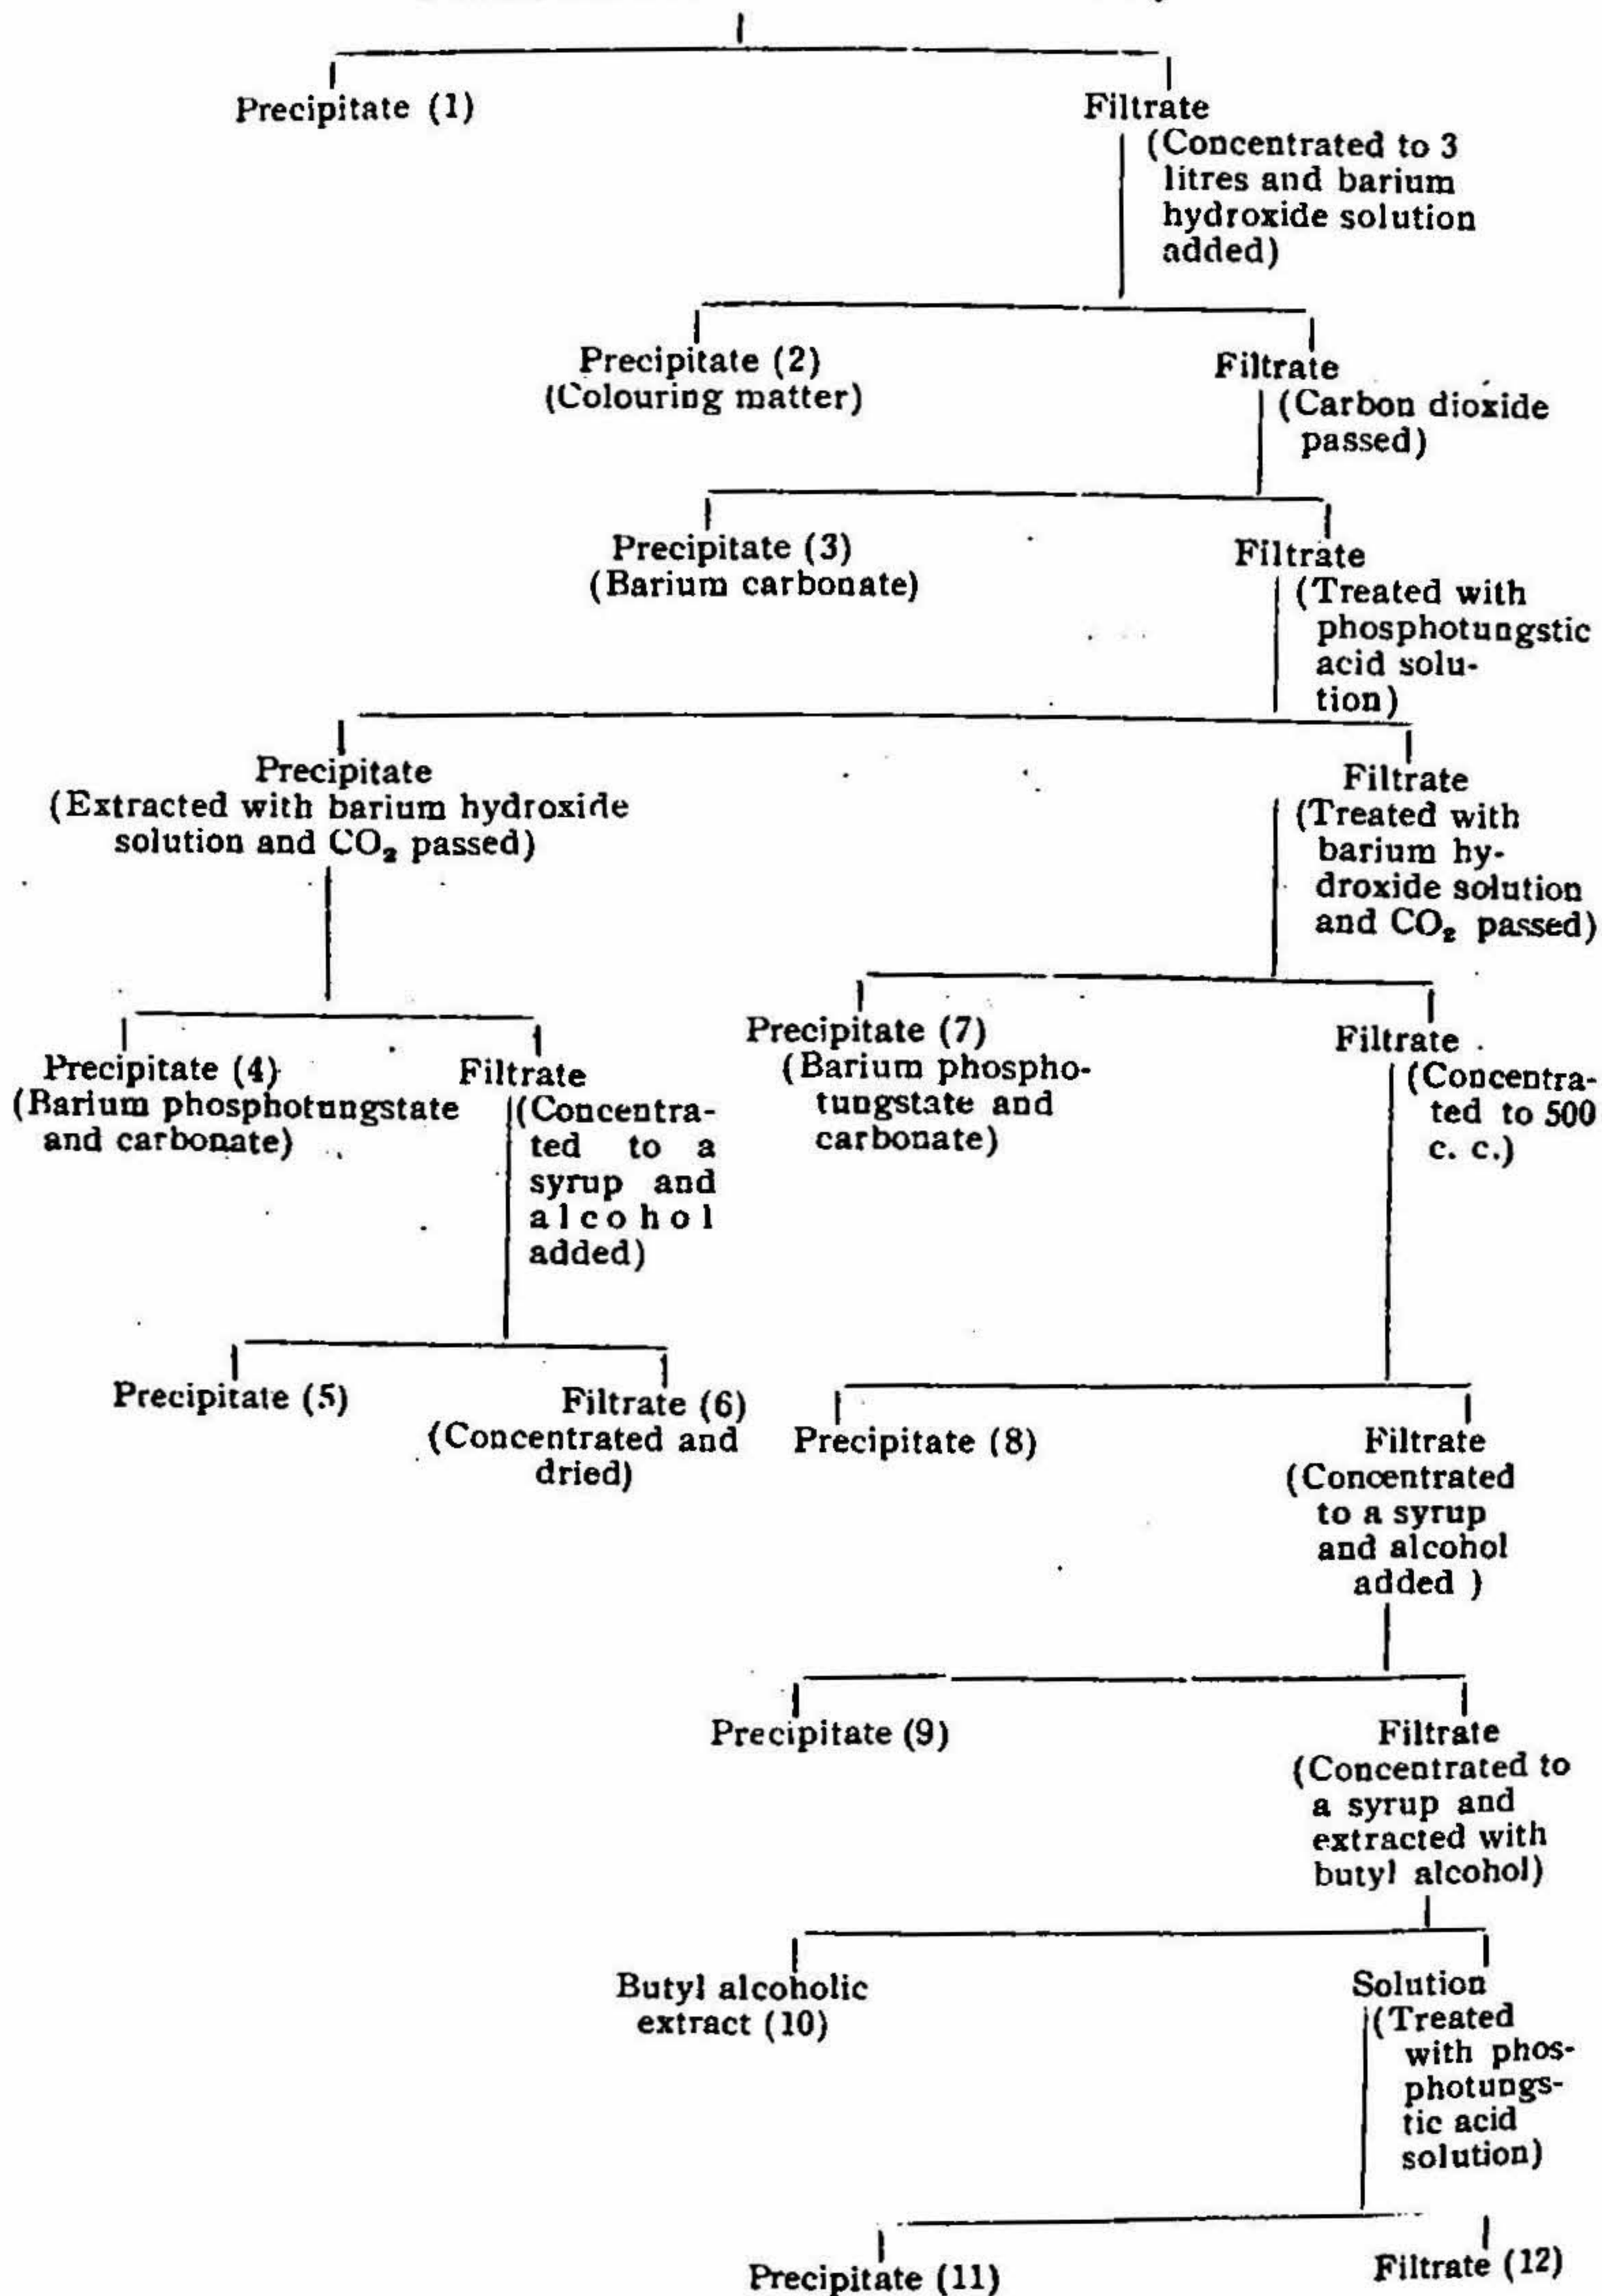 Precipitate (1)
Filtrate
(Concentrated to 3
litres and barium
hydroxide solution
added)
Precipitate (2)
(Colouring matter)
Filtrate
(Carbon dioxide
passed)
Precipitate (3)
(Barium carbonate)
Filtrate
(Treated with
phosphotungstic
acid solu-
tion)
Precipitate
(Extracted with barium hydroxide
solution and CO₂ passed)
Filtrate
(Treated with
barium hy-
droxide solution
and CO₂ passed)
Precipitate (4)
(Barium phosphotungstate
and carbonate)
Filtrate
(Concentra-
ted to a
syrup and
alcohol
added)
Precipitate (7)
(Barium phospho-
tungstate and
carbonate)
Filtrate
(Concentra-
ted to 500
c. c.)
Precipitate (5)
Filtrate (6)
(Concentrated and
dried)
Precipitate (8)
Filtrate
(Concentrated
to a syrup
and alcohol
added )
Precipitate (9)
Filtrate
(Concentrated to
a syrup and
extracted with
butyl alcohol)
Butyl alcoholic
extract (10)
Solution
(Treated
with phos-
photungs-
tic acid
solution)
Precipitate (11)
Filtrate (12)